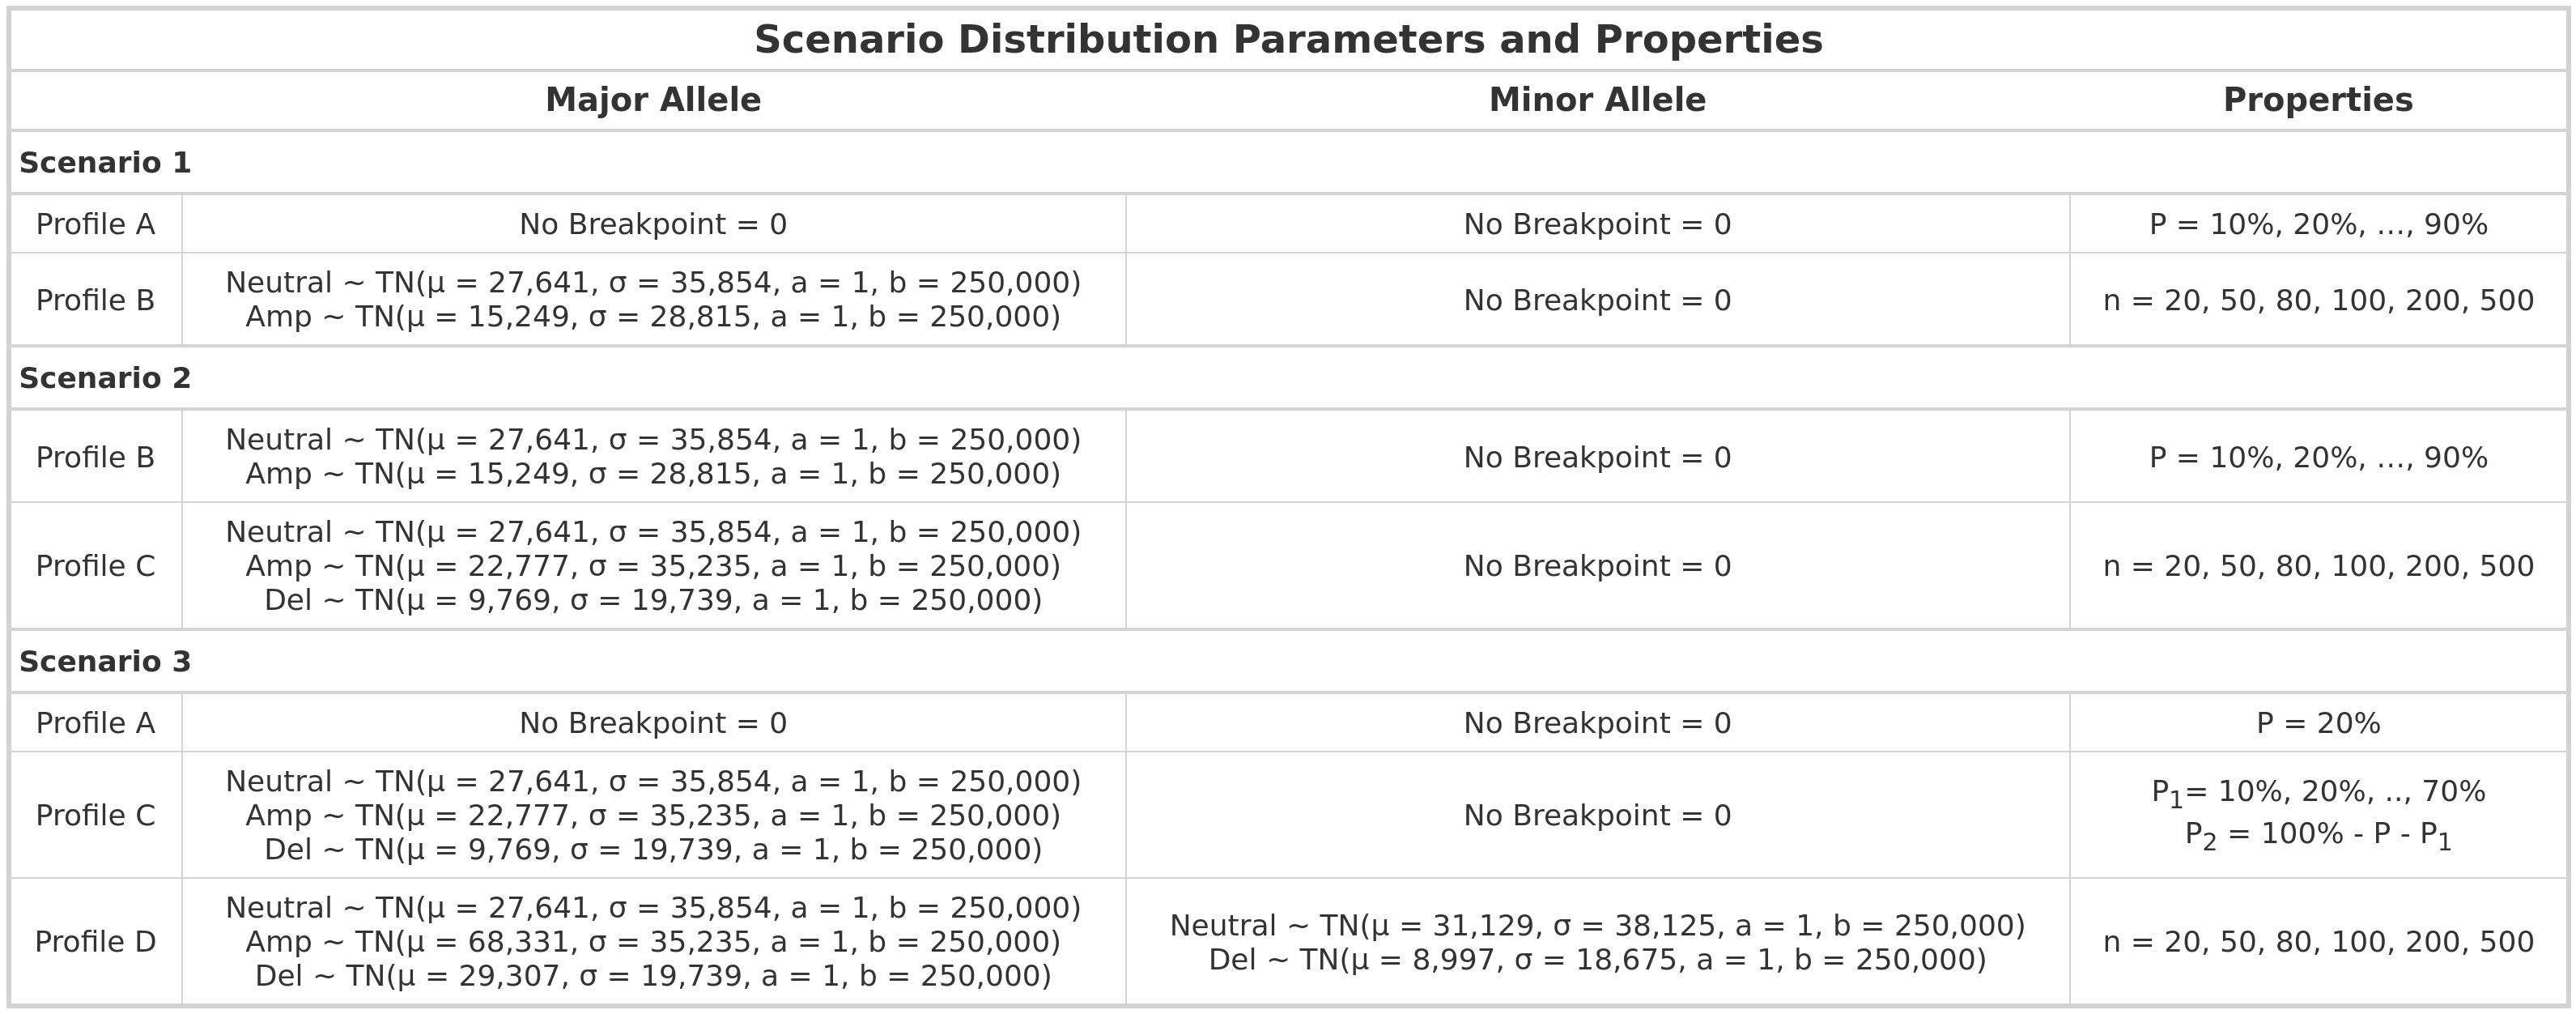 Scenario Distribution Parameters and Properties
Major Allele Minor Allele Properties
Scenario 1
Profile A No Breakpoint = 0 No Breakpoint = 0 P = 10%, 20%, ..., 90%
Profile B
Neutral ~ TN(μ = 27,641, σ = 35,854, a = 1, b = 250,000)
Amp ~ TN(μ = 15,249, σ = 28,815, a = 1, b = 250,000)
No Breakpoint = 0
n = 20, 50, 80, 100, 200, 500
Scenario 2
Profile B
Neutral ~ TN(μ = 27,641, σ = 35,854, a = 1, b = 250,000)
Amp ~ TN(μ = 15,249, σ = 28,815, a = 1, b = 250,000)
No Breakpoint = 0
P = 10%, 20%, ..., 90%
Profile C
Neutral ~ TN(μ = 27,641, σ = 35,854, a = 1, b = 250,000)
Amp ~ TN(μ = 22,777, σ = 35,235, a = 1, b = 250,000)
Del ~ TN(μ = 9,769, σ = 19,739, a = 1, b = 250,000)
No Breakpoint = 0
n = 20, 50, 80, 100, 200, 500
Scenario 3
Profile A No Breakpoint = 0 No Breakpoint = 0 P = 20%
Profile C
Neutral ~ TN(μ = 27,641, σ = 35,854, a = 1, b = 250,000)
Amp ~ TN(μ = 22,777, σ = 35,235, a = 1, b = 250,000)
Del ~ TN(μ = 9,769, σ = 19,739, a = 1, b = 250,000)
No Breakpoint = 0
P₁= 10%, 20%, .., 70%
P₂ = 100% - P - P₁
Profile D
Neutral ~ TN(μ = 27,641, σ = 35,854, a = 1, b = 250,000)
Amp ~ TN(μ = 68,331, σ = 35,235, a = 1, b = 250,000)
Del ~ TN(μ = 29,307, σ = 19,739, a = 1, b = 250,000)
Neutral ~ TN(μ = 31,129, σ = 38,125, a = 1, b = 250,000)
Del ~ TN(μ = 8,997, σ = 18,675, a = 1, b = 250,000)
n = 20, 50, 80, 100, 200, 500